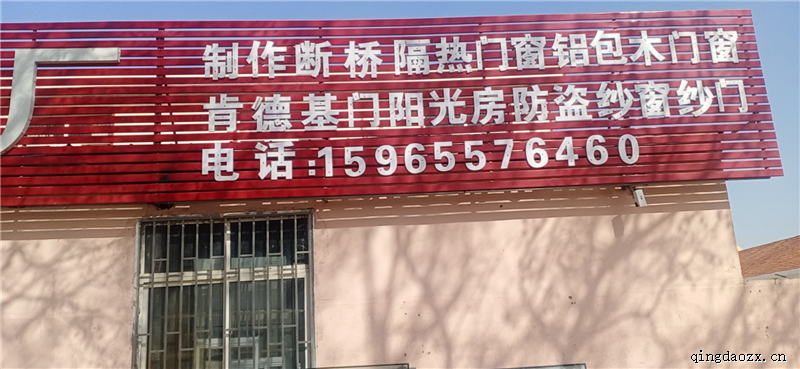 厂
制作断桥隔热门窗铝包木门窗
肯德基门阳光房防盗纱窗纱门
电话:15965576460
qingdaozx.cn